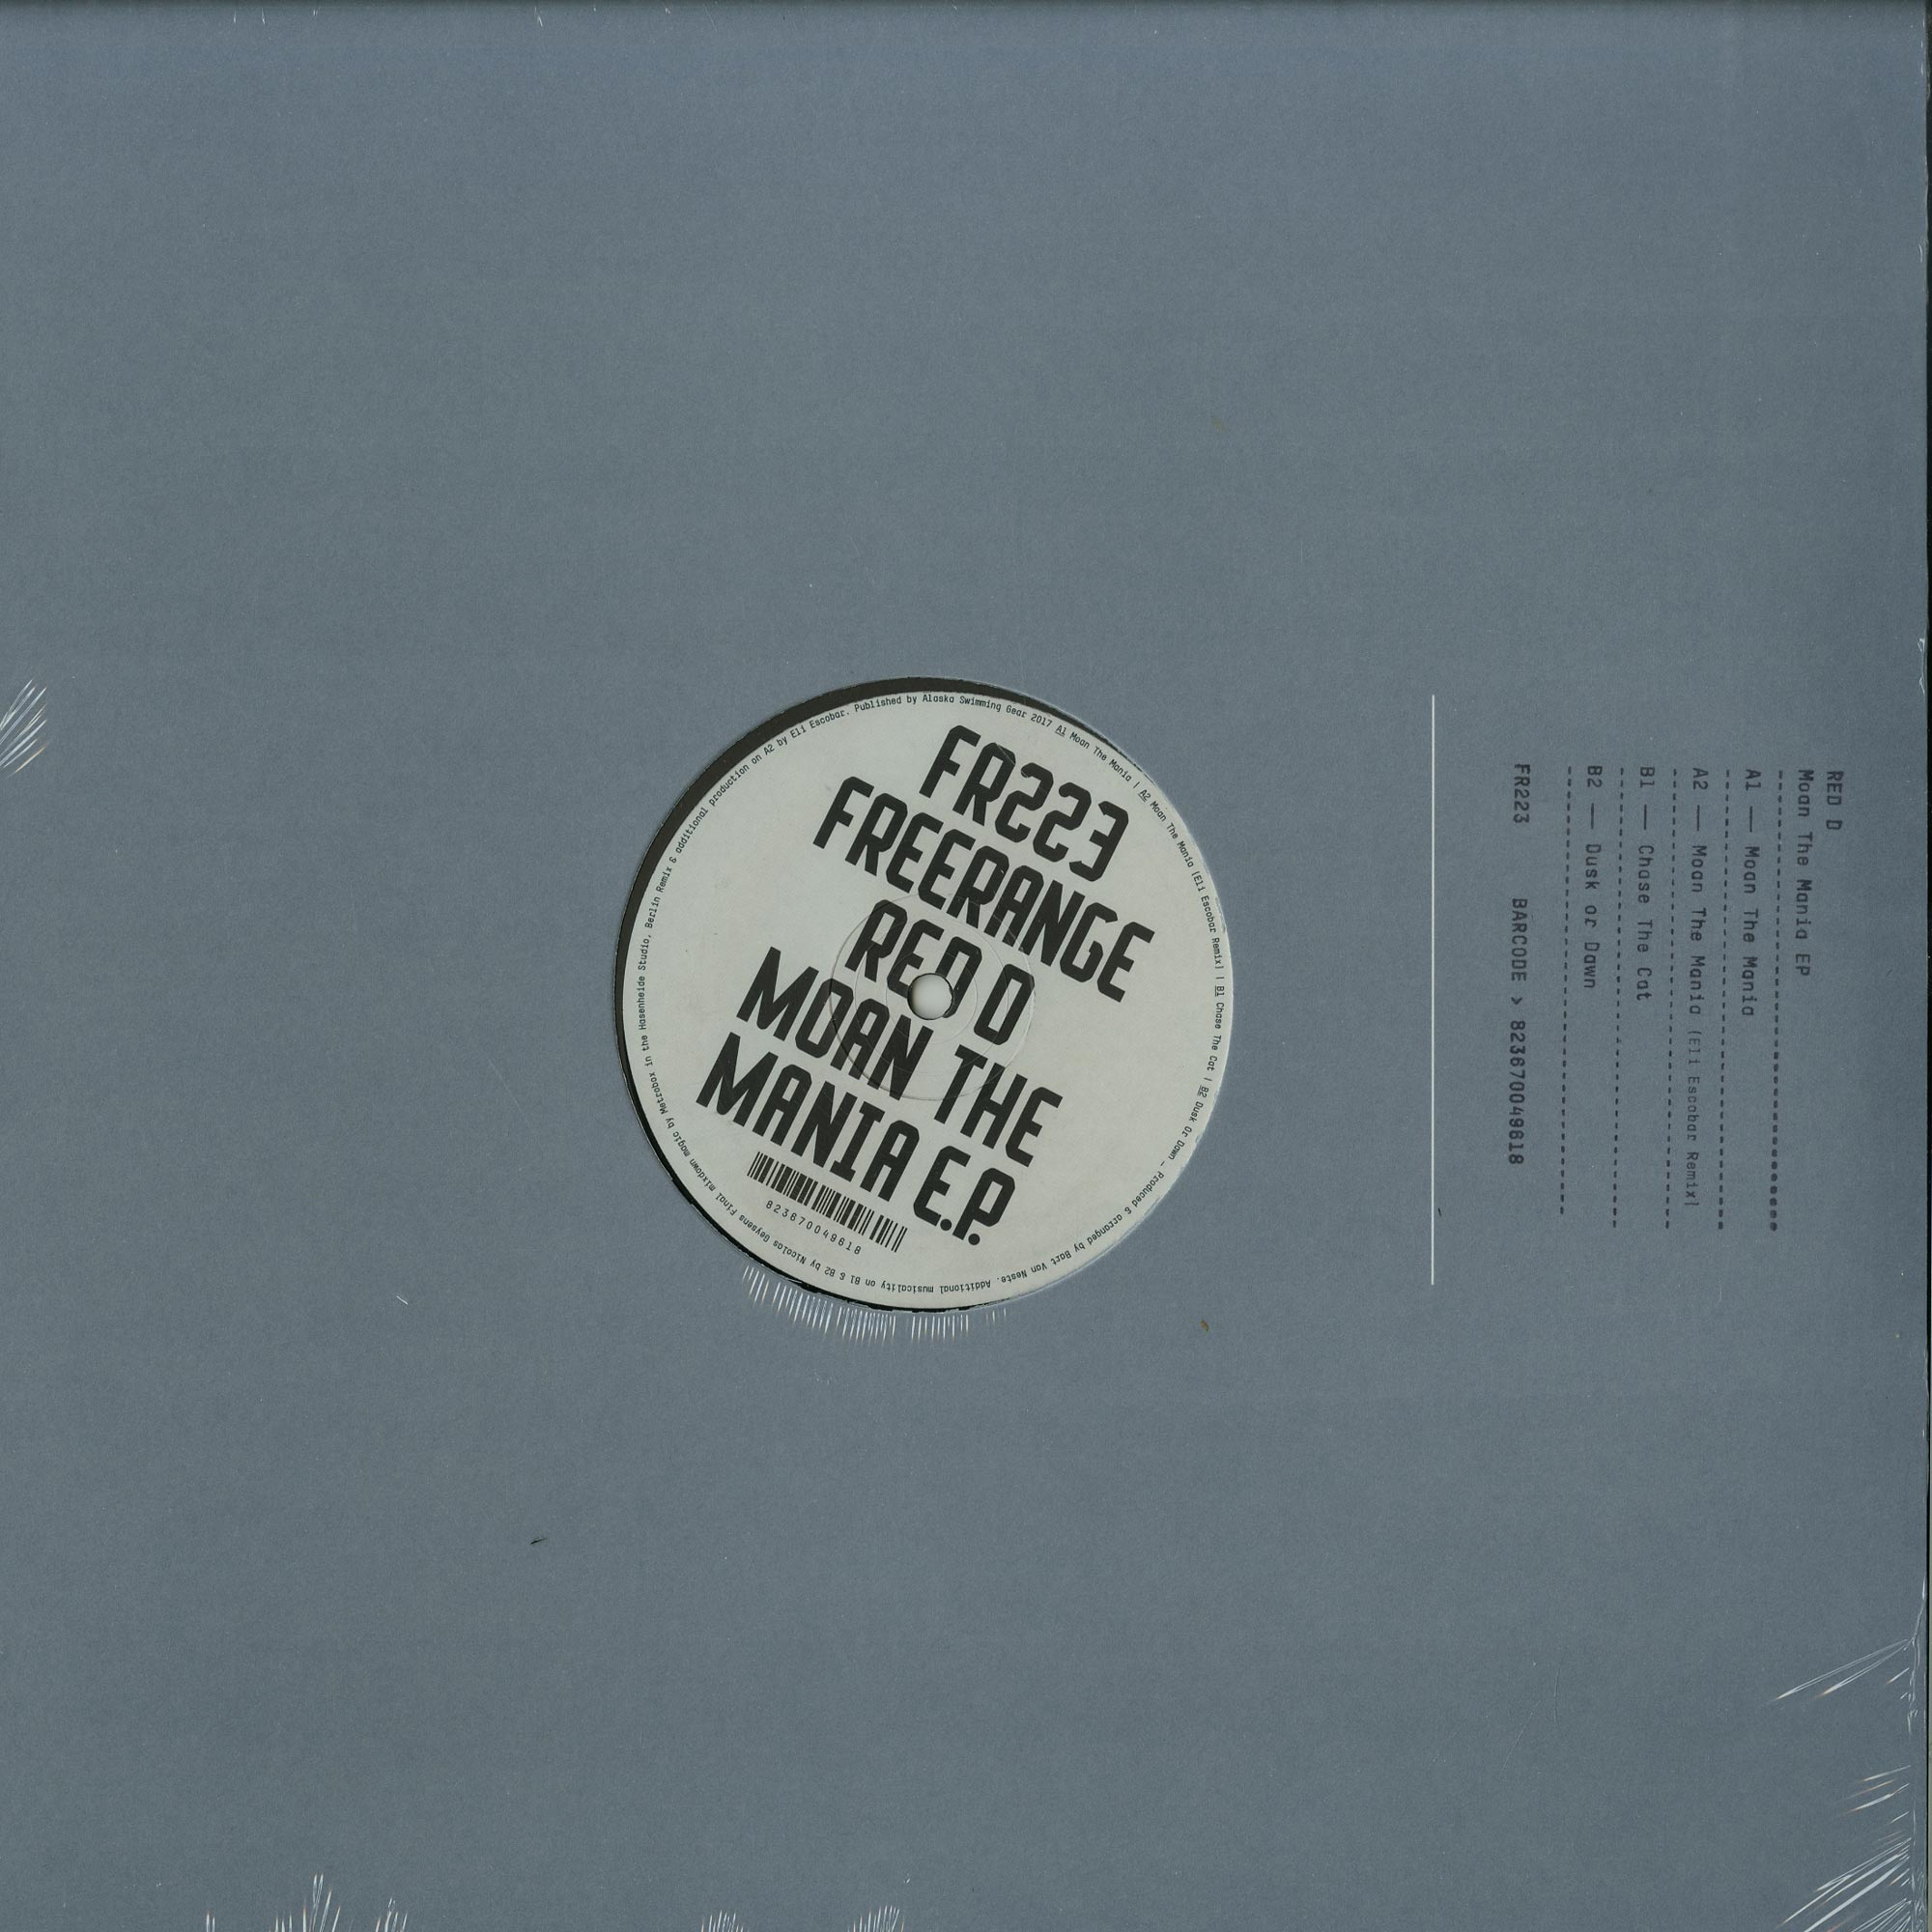 FR223
FREERANGE
RED D
MOAN THE
MANIA E.P.
823670049618
A1 Moan The Mania | A2 Moan The Mania (Eli Escobar Remix) | B1 Chase The Cat | B2 Dusk Or Dawn – Produced & arranged by Bart Van Neste. Additional musicality on B1 & B2 by Nicolas Geysens Final mixdown magic by Metrobox in the Hasenheide Studio, Berlin Remix & additional production on A2 by Eli Escobar. Published by Alaska Swimming Gear 2017
RED D
Moan The Mania EP
A1 — Moan The Mania
A2 — Moan The Mania (Eli Escobar Remix)
B1 — Chase The Cat
B2 — Dusk or Dawn
FR223 BARCODE > 823670049618